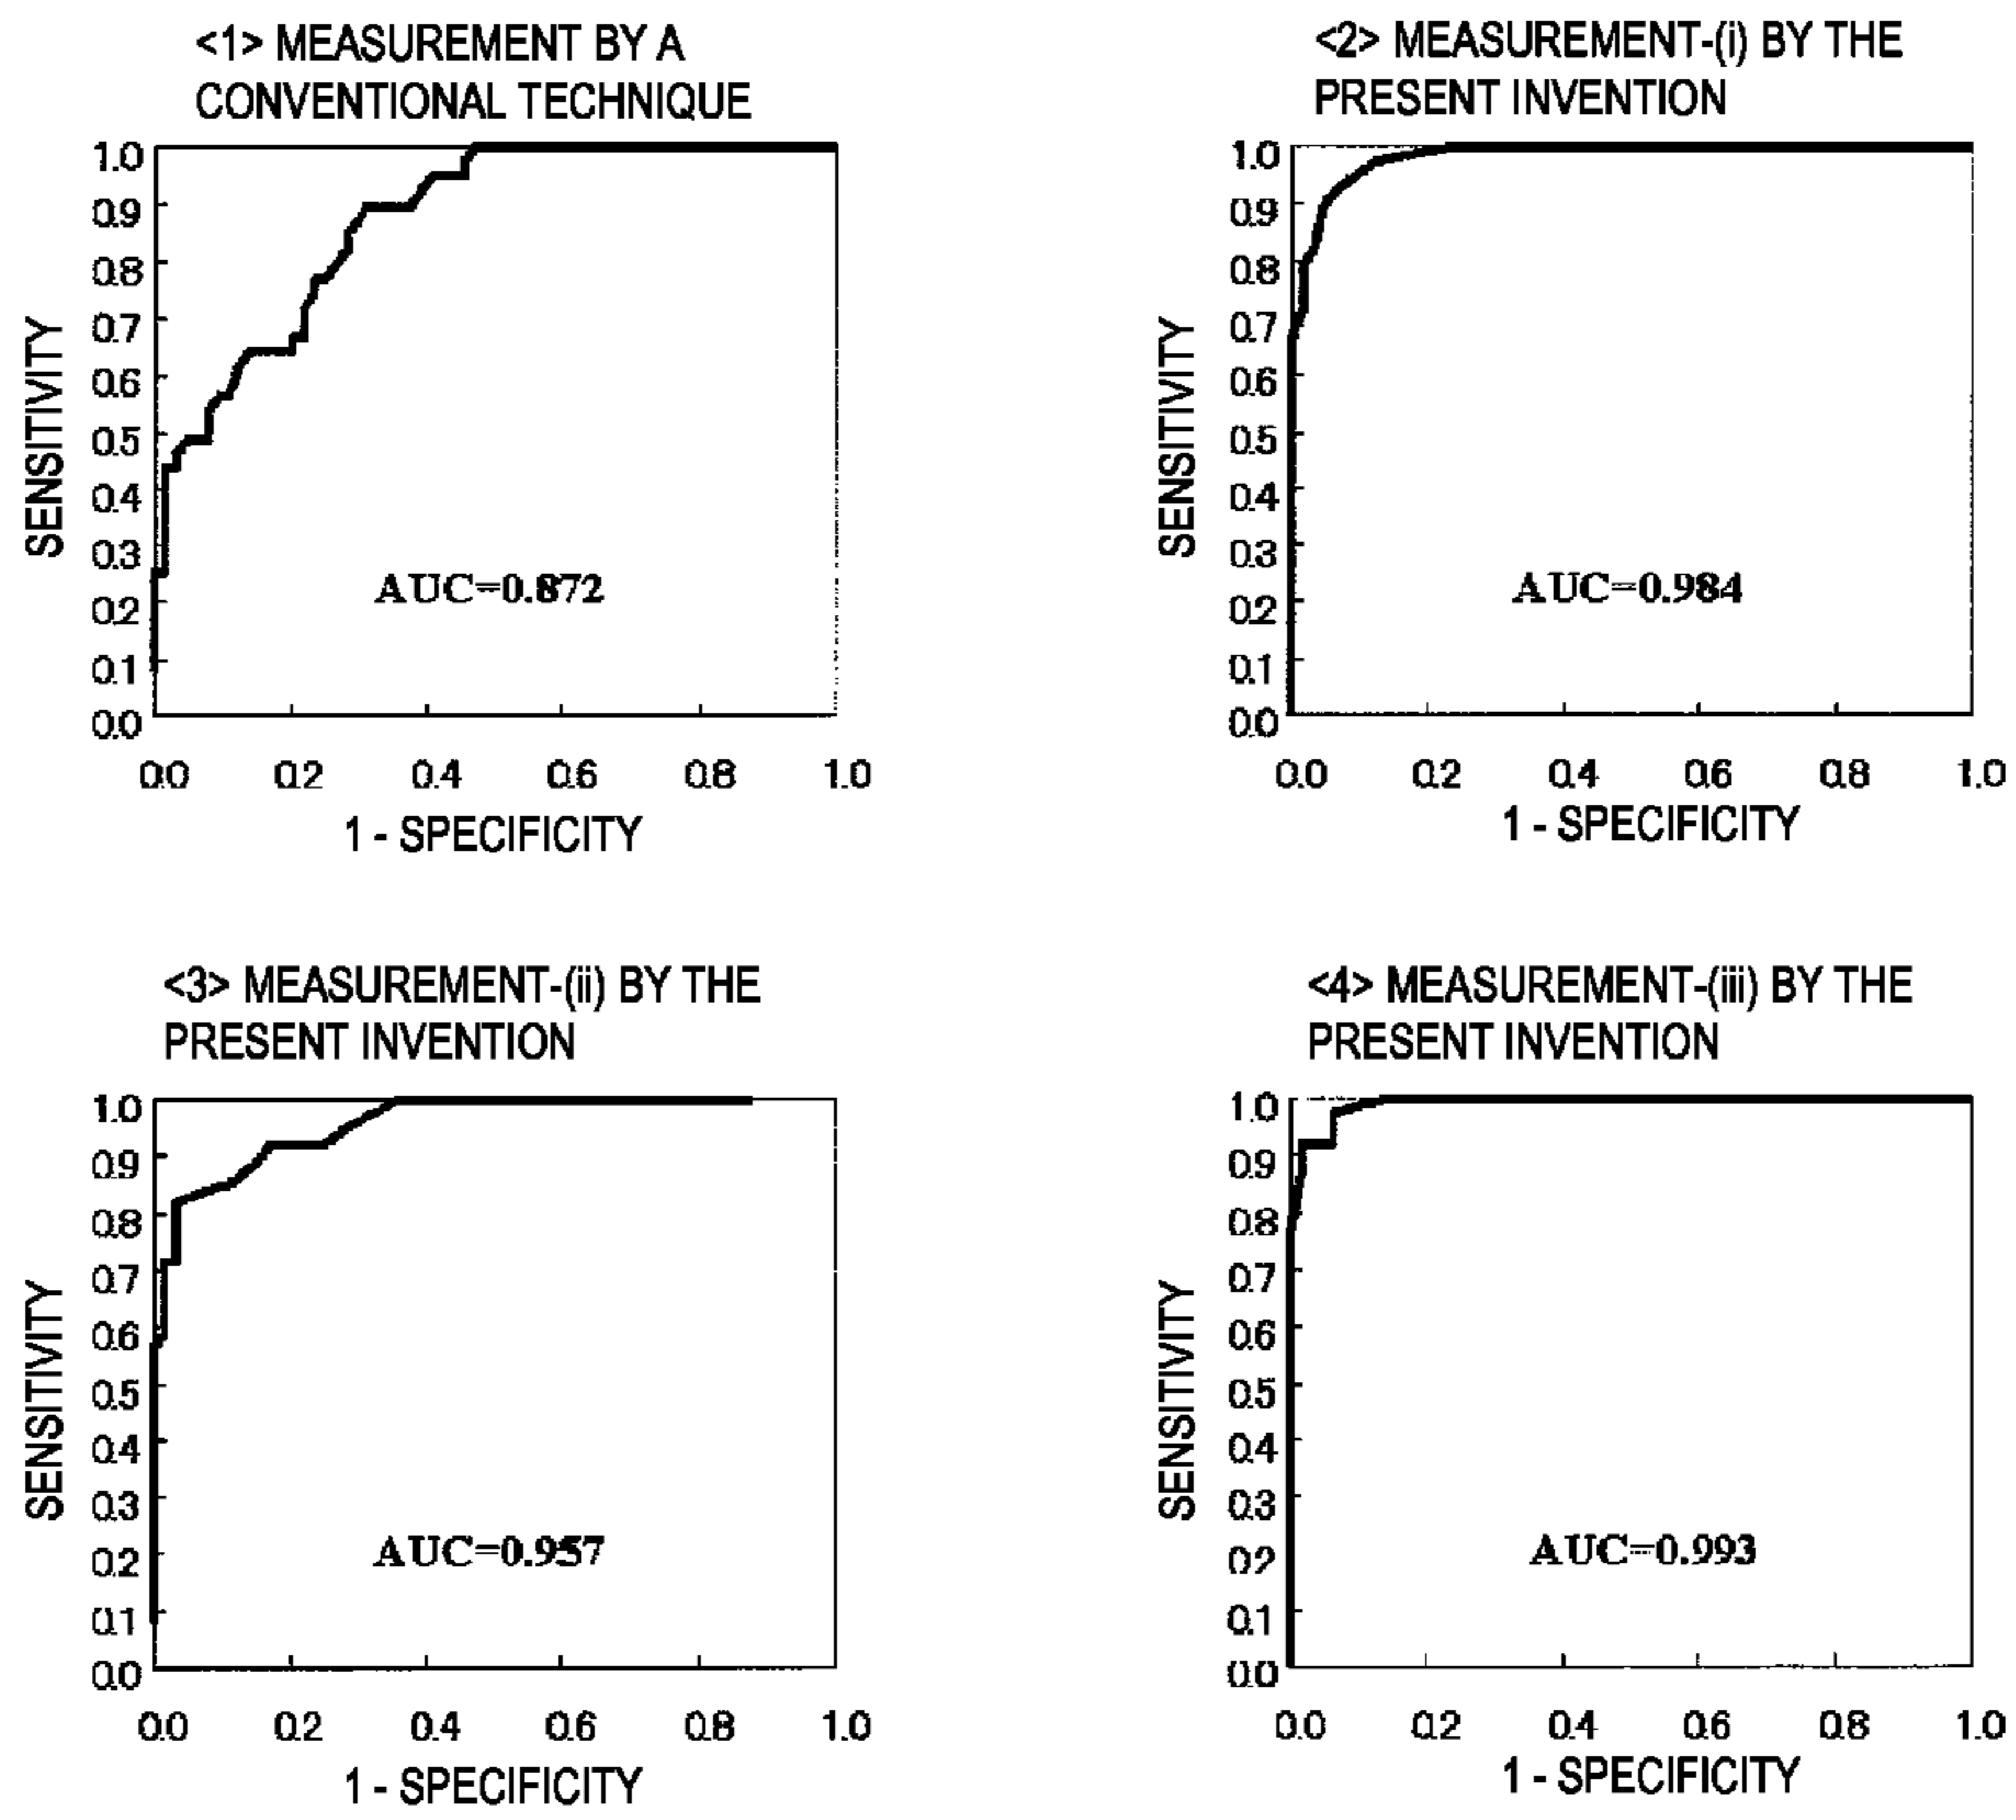 <1> MEASUREMENT BY A
CONVENTIONAL TECHNIQUE
1.0
0.9
0.8
0.7
0.6
0.5
0.4
0.3
0.2
0.1
0.0
SENSITIVITY
AUC=0.872
0.0 0.2 0.4 0.6 0.8 1.0
1 - SPECIFICITY
<2> MEASUREMENT-(i) BY THE
PRESENT INVENTION
1.0
0.9
0.8
0.7
0.6
0.5
0.4
0.3
0.2
0.1
0.0
SENSITIVITY
AUC=0.984
0.0 0.2 0.4 0.6 0.8 1.0
1 - SPECIFICITY
<3> MEASUREMENT-(ii) BY THE
PRESENT INVENTION
1.0
0.9
0.8
0.7
0.6
0.5
0.4
0.3
0.2
0.1
0.0
SENSITIVITY
AUC=0.957
0.0 0.2 0.4 0.6 0.8 1.0
1 - SPECIFICITY
<4> MEASUREMENT-(iii) BY THE
PRESENT INVENTION
1.0
0.9
0.8
0.7
0.6
0.5
0.4
0.3
0.2
0.1
0.0
SENSITIVITY
AUC=0.993
0.0 0.2 0.4 0.6 0.8 1.0
1 - SPECIFICITY